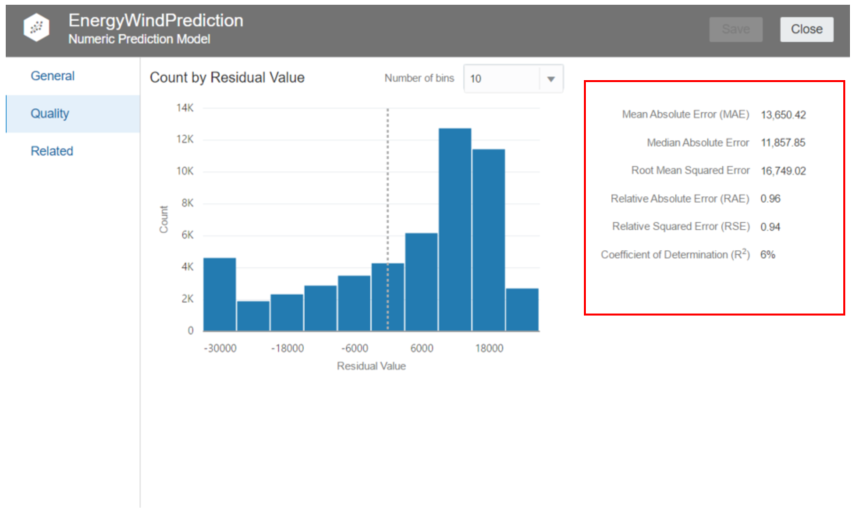 EnergyWindPrediction
Numeric Prediction Model
Save
Close
General
Quality
Related
Count by Residual Value
Number of bins 10
14K
12K
10K
8K
6K
4K
2K
0
Count
-30000 -18000 -6000 6000 18000
Residual Value
Mean Absolute Error (MAE) 13,650.42
Median Absolute Error 11,857.85
Root Mean Squared Error 16,749.02
Relative Absolute Error (RAE) 0.96
Relative Squared Error (RSE) 0.94
Coefficient of Determination (R²) 6%